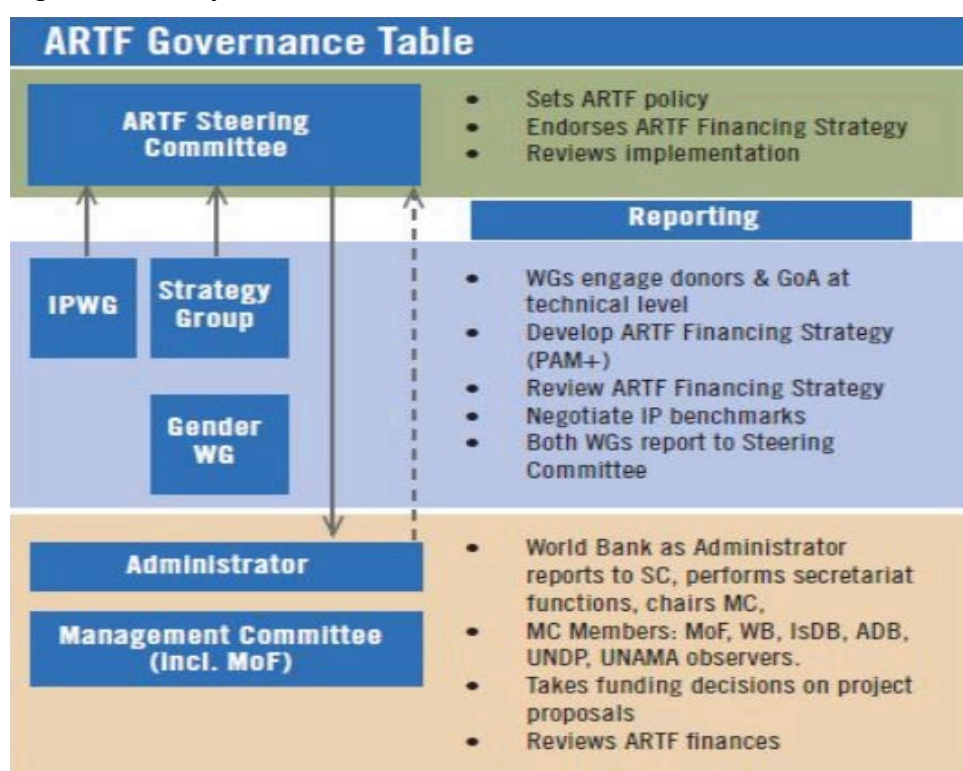 ARTF Governance Table
ARTF Steering
Committee
• Sets ARTF policy
• Endorses ARTF Financing Strategy
• Reviews implementation
Reporting
IPWG
Strategy
Group
Gender
WG
• WGs engage donors & GoA at
technical level
• Develop ARTF Financing Strategy
(PAM+)
• Review ARTF Financing Strategy
• Negotiate IP benchmarks
• Both WGs report to Steering
Committee
Administrator
Management Committee
(incl. MoF)
• World Bank as Administrator
reports to SC, performs secretariat
functions, chairs MC,
• MC Members: MoF, WB, IsDB, ADB,
UNDP, UNAMA observers.
• Takes funding decisions on project
proposals
• Reviews ARTF finances